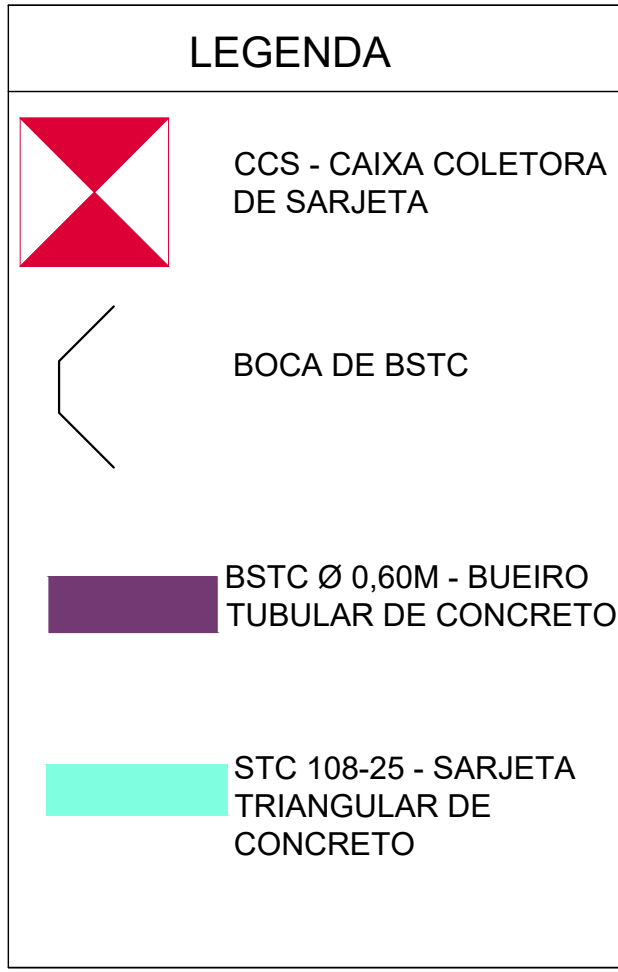 LEGENDA
CCS - CAIXA COLETORA
DE SARJETA
BOCA DE BSTC
BSTC Ø 0,60M - BUEIRO
TUBULAR DE CONCRETO
STC 108-25 - SARJETA
TRIANGULAR DE
CONCRETO